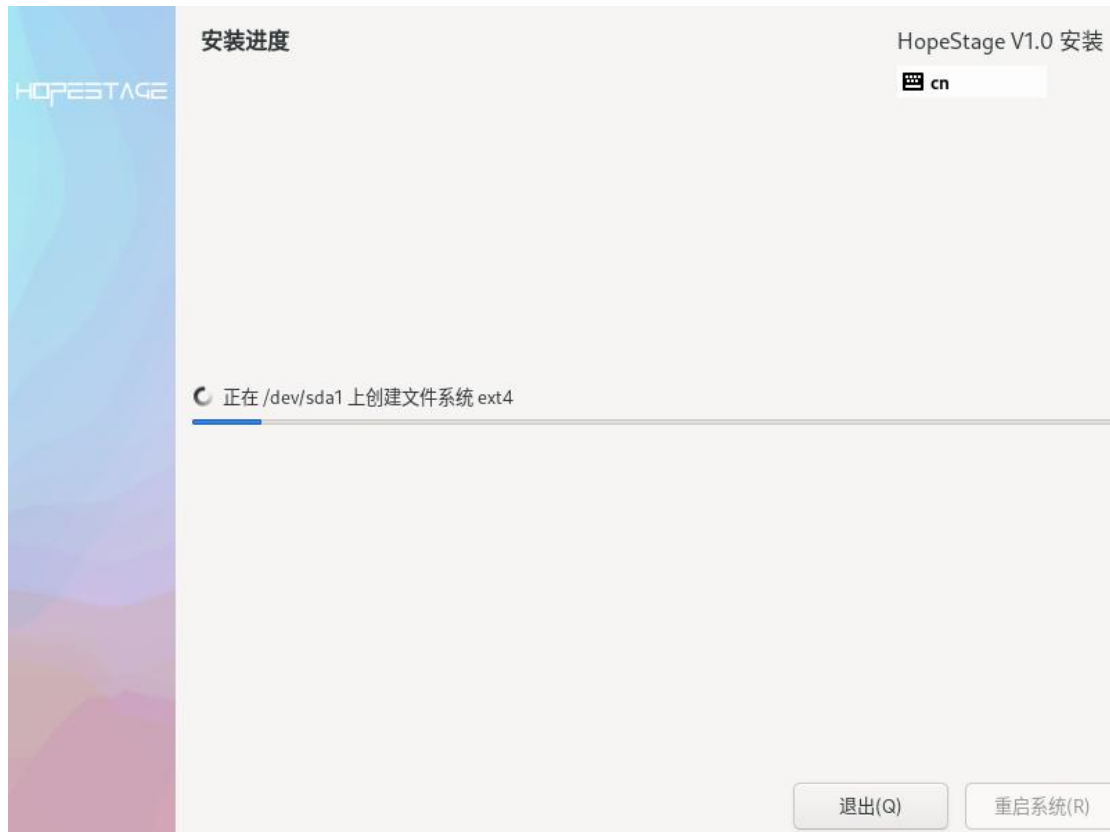 安装进度
HopeStage V1.0 安装
HOPESTAGE
cn
正在 /dev/sda1 上创建文件系统 ext4
退出(Q)
重启系统(R)